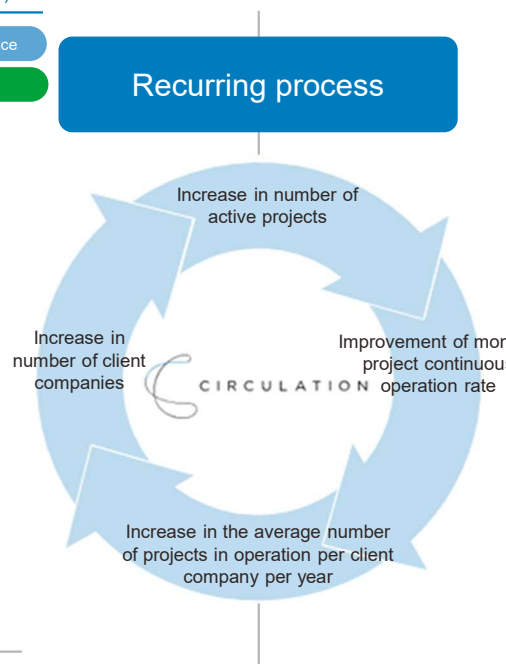 ce
Recurring process
Increase in number of
active projects
Increase in
number of client
companies
CIRCULATION
Improvement of mon
project continuous
operation rate
Increase in the average number
of projects in operation per client
company per year